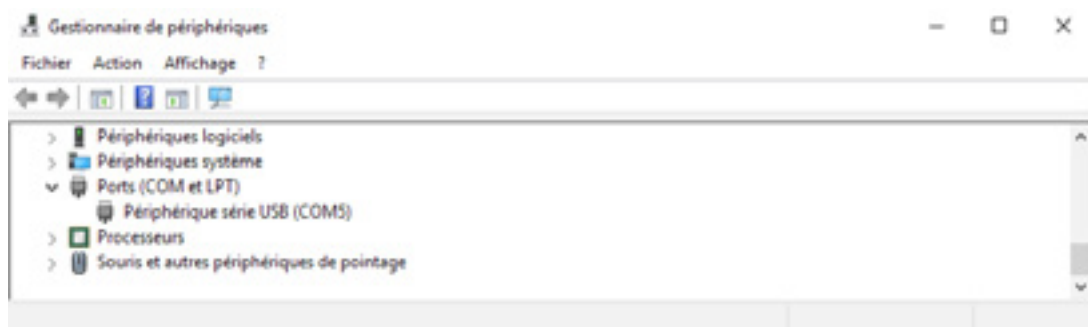 Gestionnaire de périphériques
Fichier Action Affichage ?
Périphériques logiciels
Périphériques système
Ports (COM et LPT)
Périphérique série USB (COM5)
Processeurs
Souris et autres périphériques de pointage